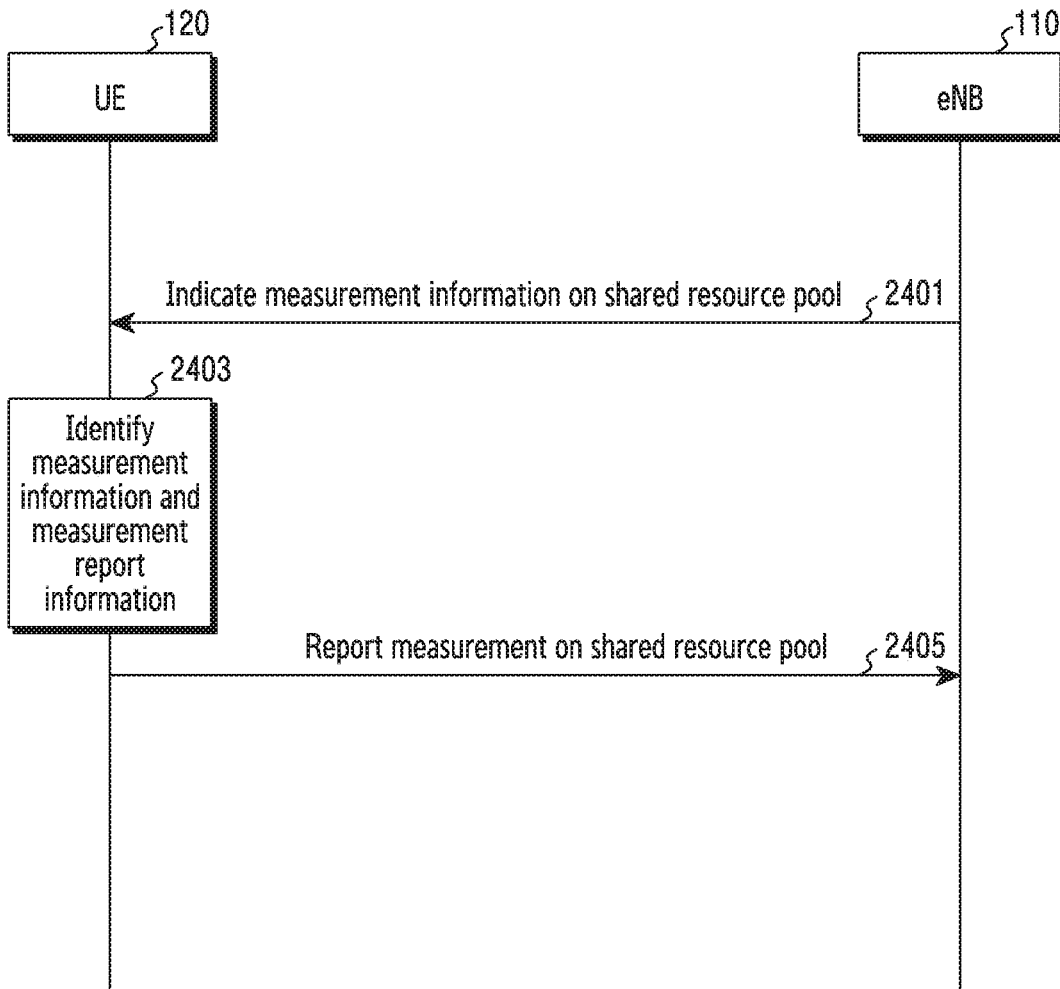 120
110
UE
eNB
Indicate measurement information on shared resource pool
2401
2403
Identify
measurement
information and
measurement
report
information
Report measurement on shared resource pool
2405